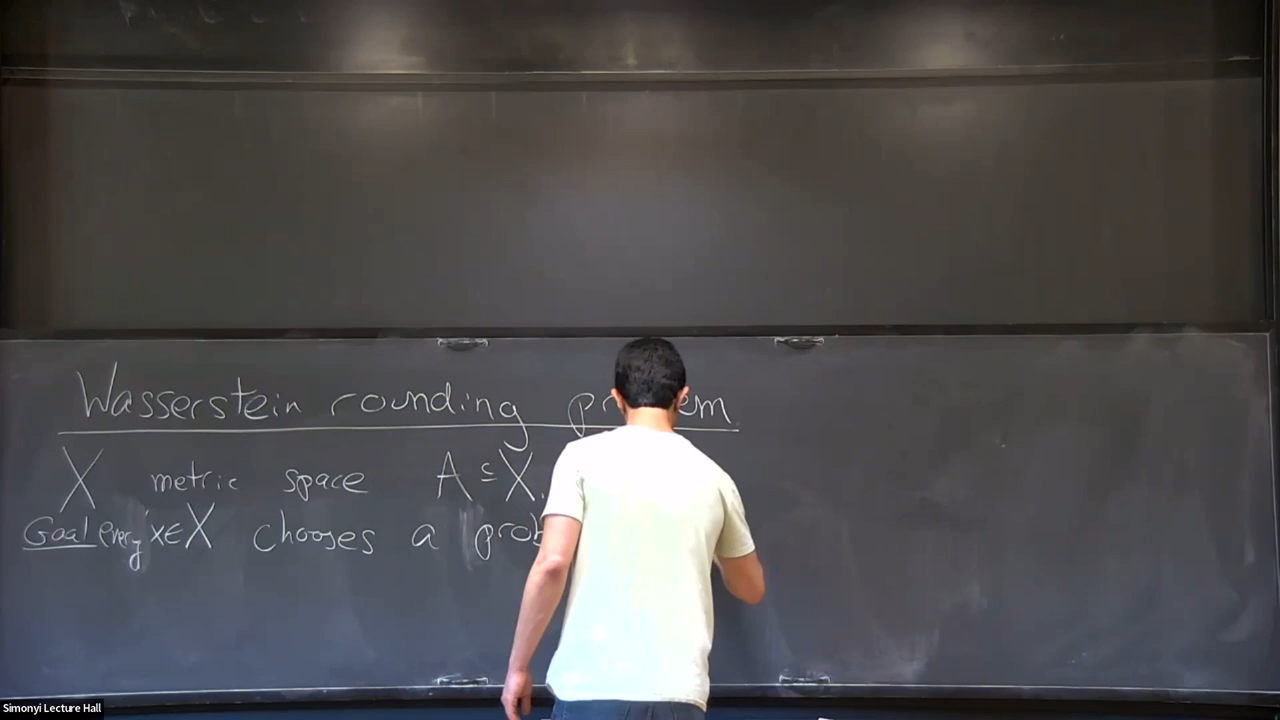 Wasserstein rounding
X metric space A ⊆ X.
Goal every x∈X chooses a
Simonyi Lecture Hall